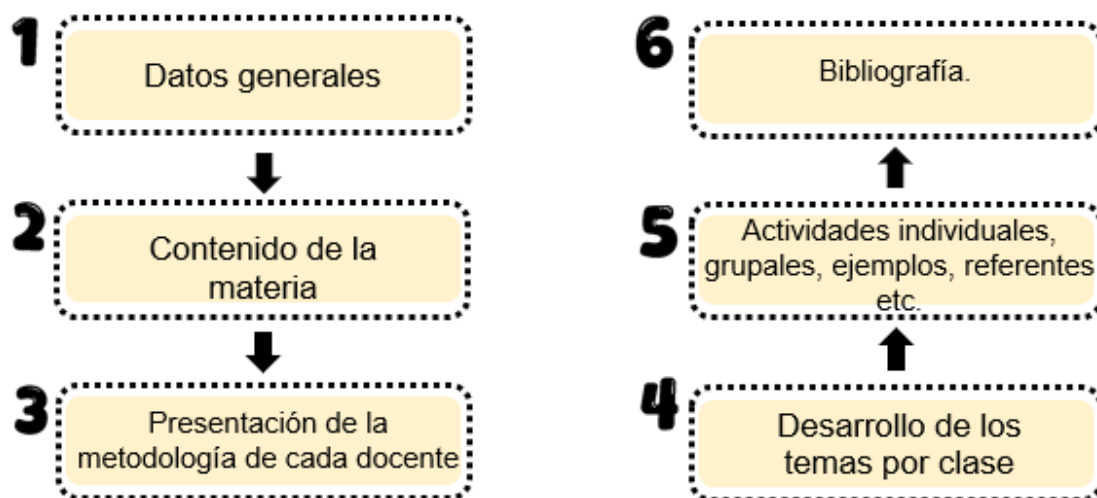 1
Datos generales
2
Contenido de la
materia
3
Presentación de la
metodología de cada docente
4
Desarrollo de los
temas por clase
5
Actividades individuales,
grupales, ejemplos, referentes
etc.
6
Bibliografía.